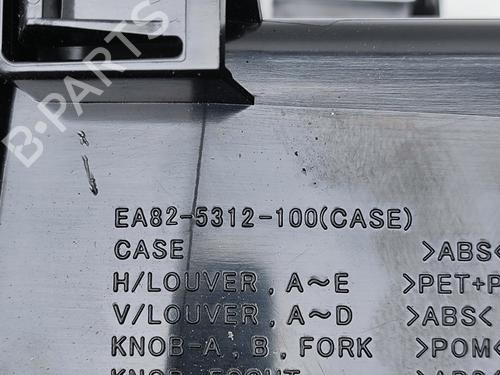 B-PARTS
EA82-5312-100(CASE)
CASE >ABS<
H/LOUVER, A~E >PET+P
V/LOUVER, A~D >ABS<
KNOB-A, B, FORK >POM<